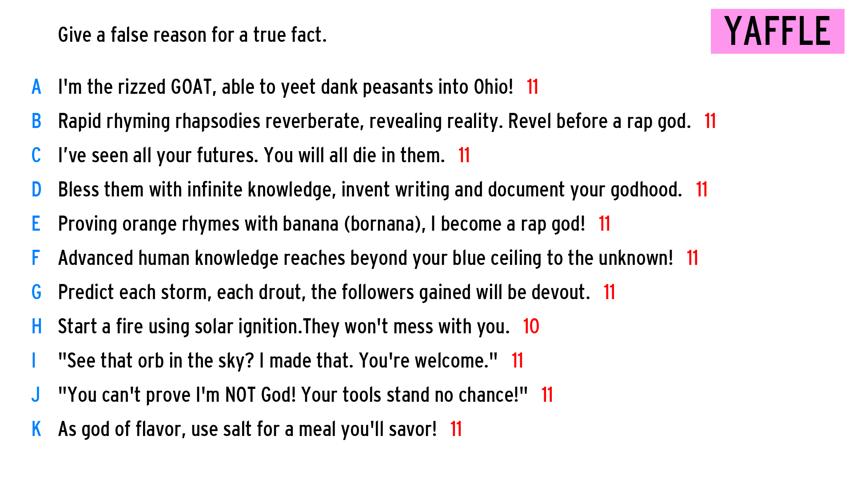 Give a false reason for a true fact.
YAFFLE
A I'm the rizzed GOAT, able to yeet dank peasants into Ohio! 11
B Rapid rhyming rhapsodies reverberate, revealing reality. Revel before a rap god. 11
C I’ve seen all your futures. You will all die in them. 11
D Bless them with infinite knowledge, invent writing and document your godhood. 11
E Proving orange rhymes with banana (bornana), I become a rap god! 11
F Advanced human knowledge reaches beyond your blue ceiling to the unknown! 11
G Predict each storm, each drout, the followers gained will be devout. 11
H Start a fire using solar ignition.They won't mess with you. 10
I "See that orb in the sky? I made that. You're welcome." 11
J "You can't prove I'm NOT God! Your tools stand no chance!" 11
K As god of flavor, use salt for a meal you'll savor! 11